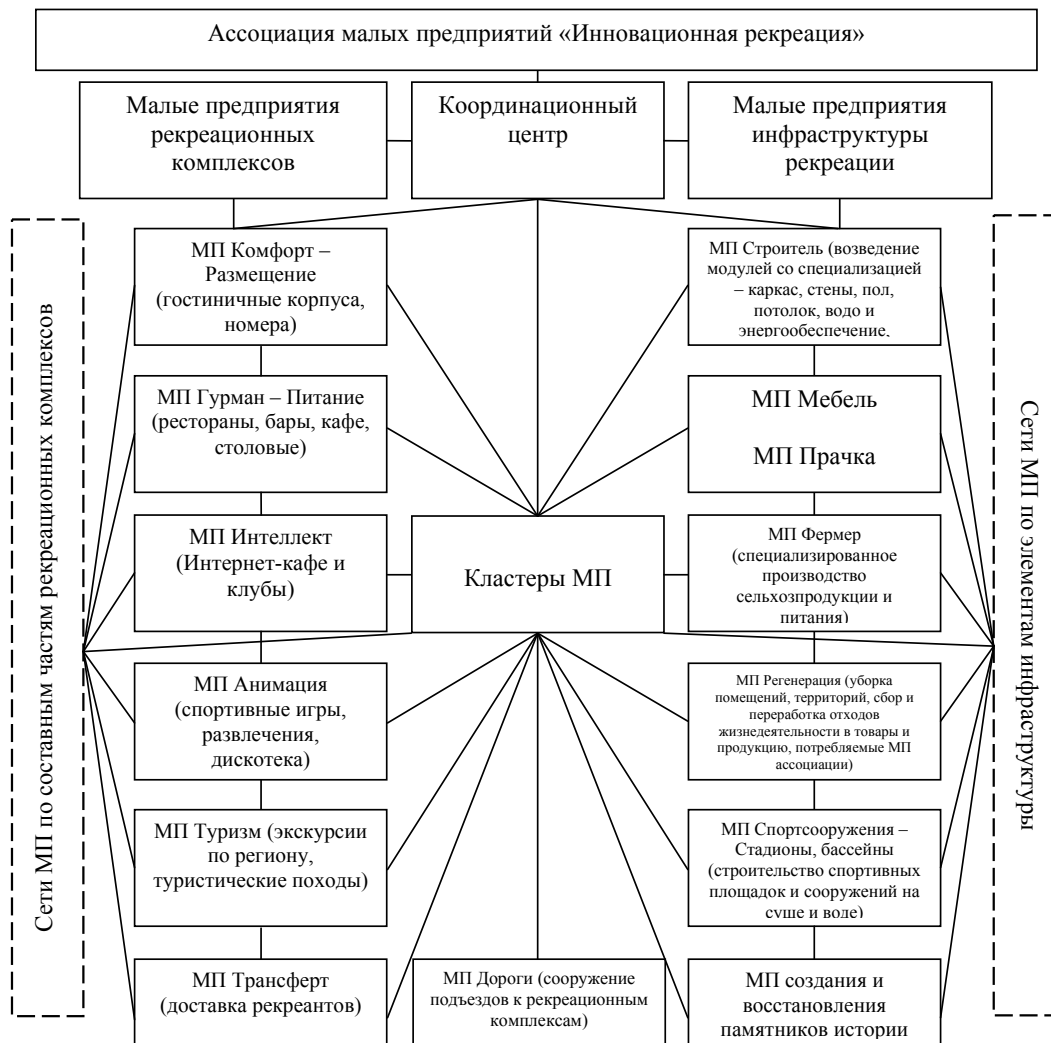 Ассоциация малых предприятий «Инновационная рекреация»
Малые предприятия
рекреационных
комплексов
Координационный
центр
Малые предприятия
инфраструктуры
рекреации
Сети МП по составным частям рекреационных комплексов
МП Комфорт –
Размещение
(гостиничные корпуса,
номера)
МП Строитель (возведение
модулей со специализацией
– каркас, стены, пол,
потолок, водо и
энергообеспечение,
МП Гурман – Питание
(рестораны, бары, кафе,
столовые)
МП Мебель
МП Прачка
МП Интеллект
(Интернет-кафе и
клубы)
Кластеры МП
МП Фермер
(специализированное
производство
сельхозпродукции и
питания)
МП Анимация
(спортивные игры,
развлечения,
дискотека)
МП Регенерация (уборка
помещений, территорий, сбор и
переработка отходов
жизнедеятельности в товары и
продукцию, потребляемые МП
ассоциации)
МП Туризм (экскурсии
по региону,
туристические походы)
МП Спортсооружения –
Стадионы, бассейны
(строительство спортивных
площадок и сооружений на
суше и воде)
МП Трансферт
(доставка рекреантов)
МП Дороги (сооружение
подъездов к рекреационным
комплексам)
МП создания и
восстановления
памятников истории
Сети МП по элементам инфраструктуры